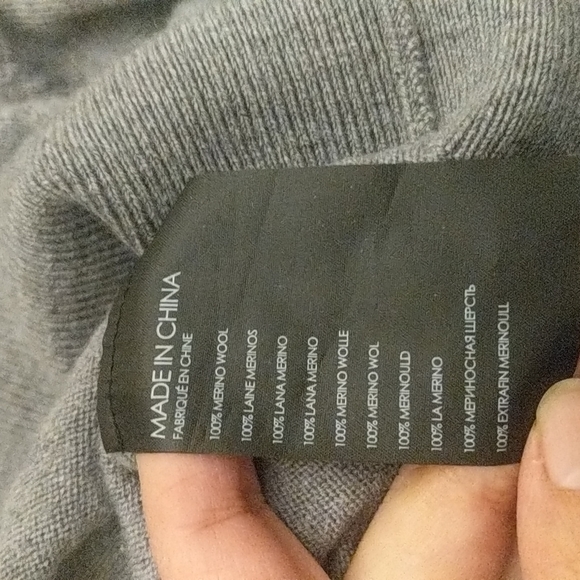 MADE IN CHINA
FABRIQUÉ EN CHINE
100% MERINO WOOL
100% LAINE MERINOS
100% LANA MERINO
100% LANA MERINO
100% MERINO WOLLE
100% MERINO WOL
100% MERINOULD
100% LA MERINO
100% МЕРИНОСНАЯ ШЕРСТЬ
100% EXTRAFIN MERINOULL